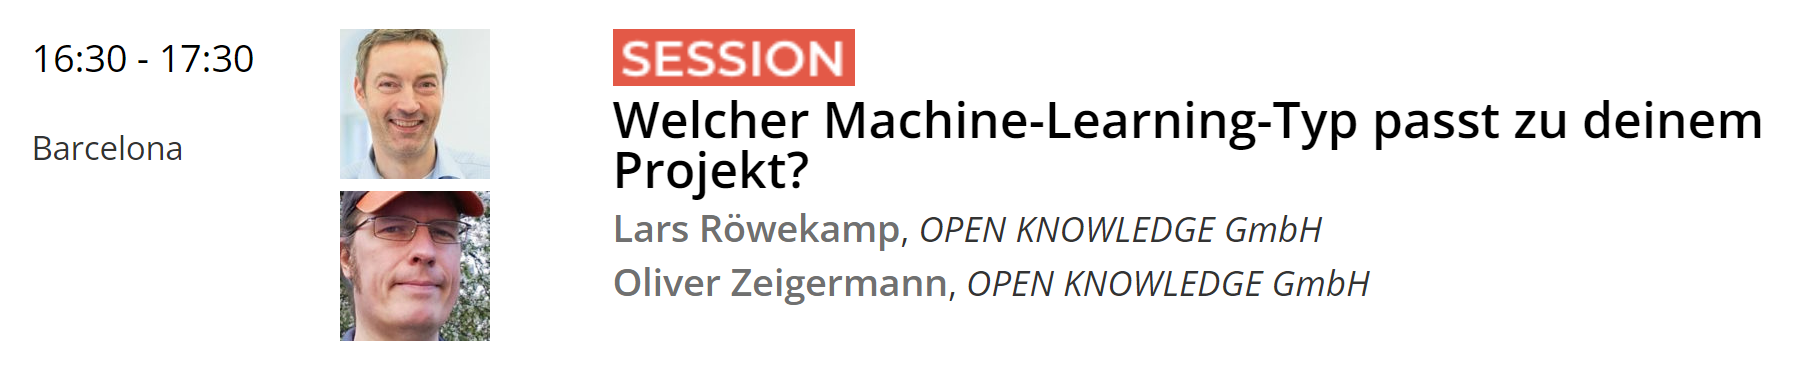 16:30 - 17:30
Barcelona
SESSION
Welcher Machine-Learning-Typ passt zu deinem
Projekt?
Lars Röwekamp, OPEN KNOWLEDGE GmbH
Oliver Zeigermann, OPEN KNOWLEDGE GmbH